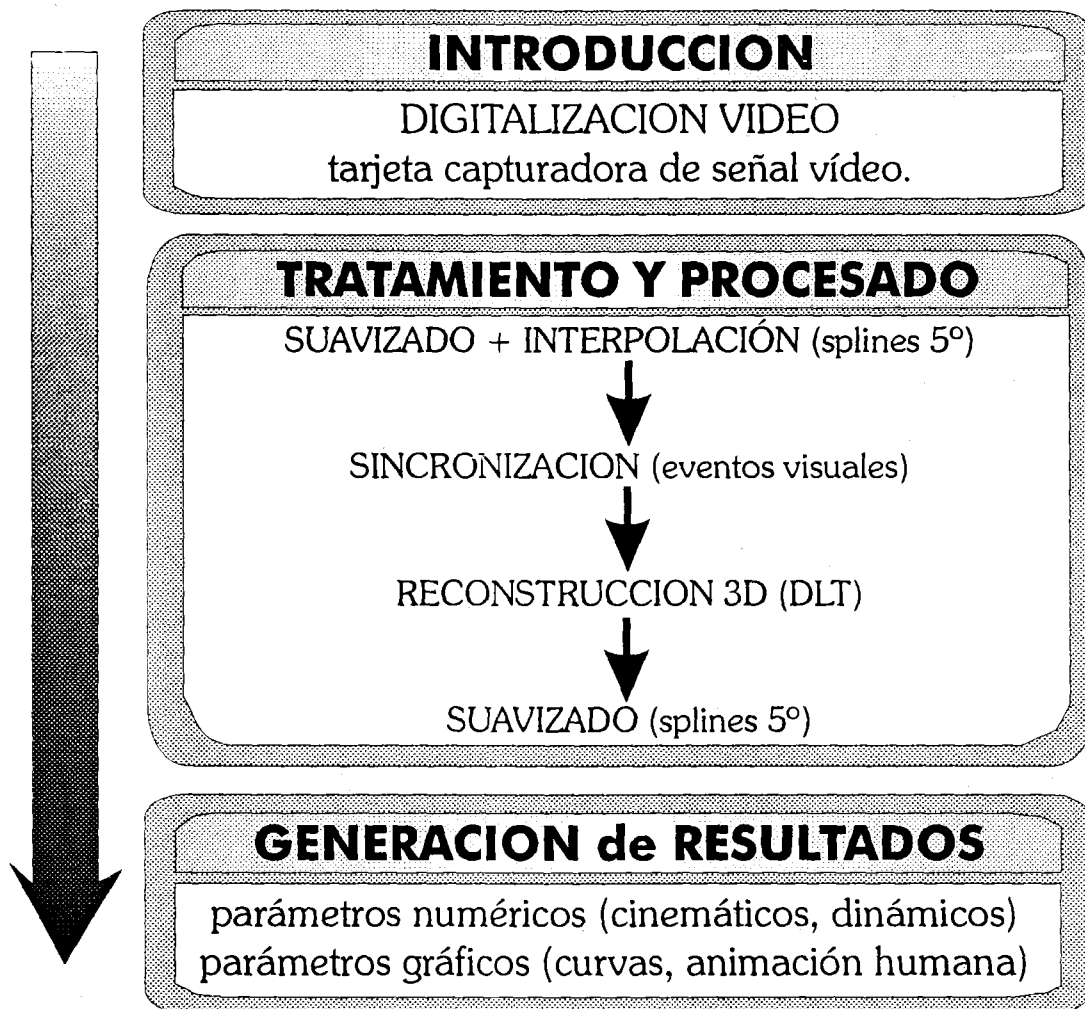 INTRODUCCION
DIGITALIZACION VIDEO
tarjeta capturadora de señal vídeo.
TRATAMIENTO Y PROCESADO
SUAVIZADO + INTERPOLACIÓN (splines 5º)
SINCRONIZACION (eventos visuales)
RECONSTRUCCION 3D (DLT)
SUAVIZADO (splines 5º)
GENERACION de RESULTADOS
parámetros numéricos (cinemáticos, dinámicos)
parámetros gráficos (curvas, animación humana)